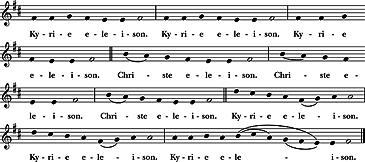 Ky - ri - e e - le - i - son. Ky - ri - e e - le - i - son. Ky - ri - e
e - le - i - son. Chri - ste e - le - i - son. Chri - ste e -
le - i - son. Chri - ste e - le - i - son. Ky - ri - e e - le - i - son.
Ky - ri - e e - le - i - son. Ky - ri - e e - le - i - son.